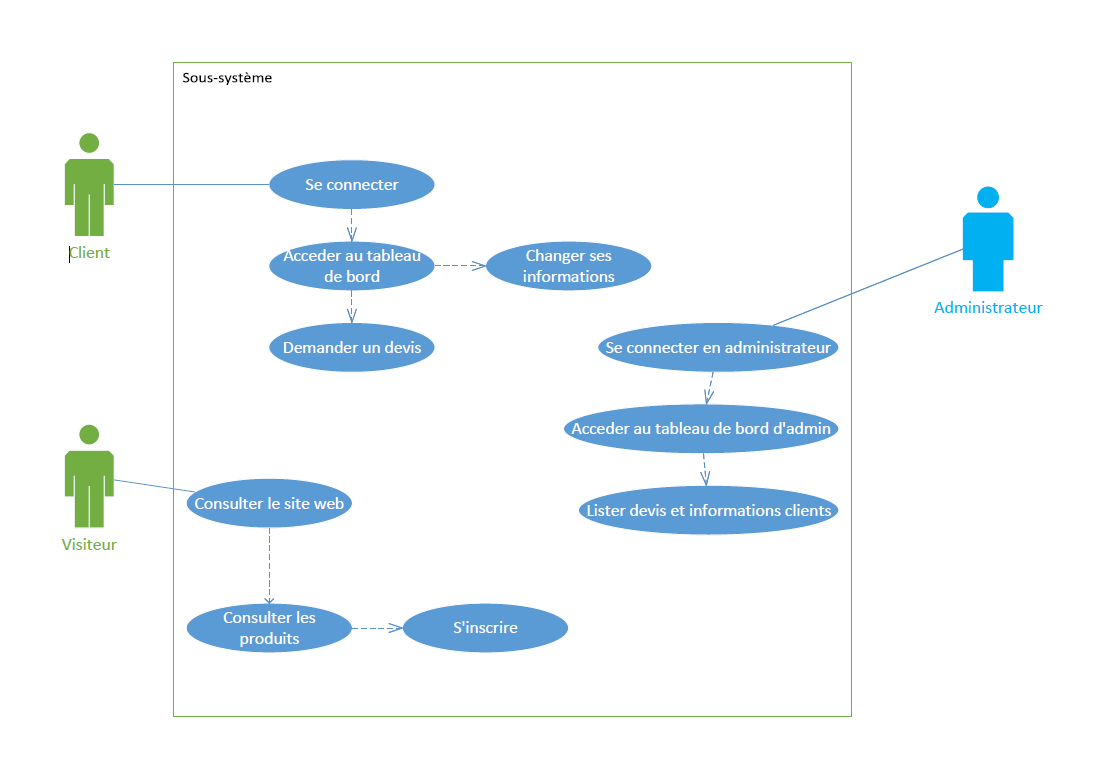 Sous-système
Se connecter
Client
Acceder au tableau
de bord
Changer ses
informations
Administrateur
Demander un devis
Se connecter en administrateur
Acceder au tableau de bord d'admin
Consulter le site web
Lister devis et informations clients
Visiteur
Consulter les
produits
S'inscrire